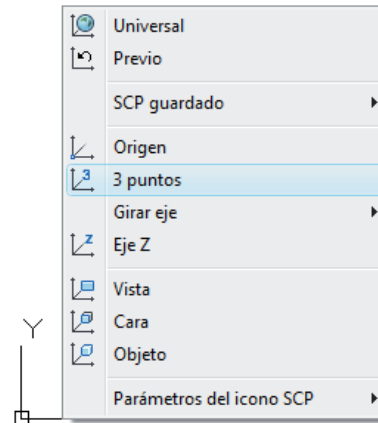 Universal
Previo
SCP guardado
Origen
3 puntos
Girar eje
Eje Z
Vista
Cara
Objeto
Parámetros del icono SCP
Y